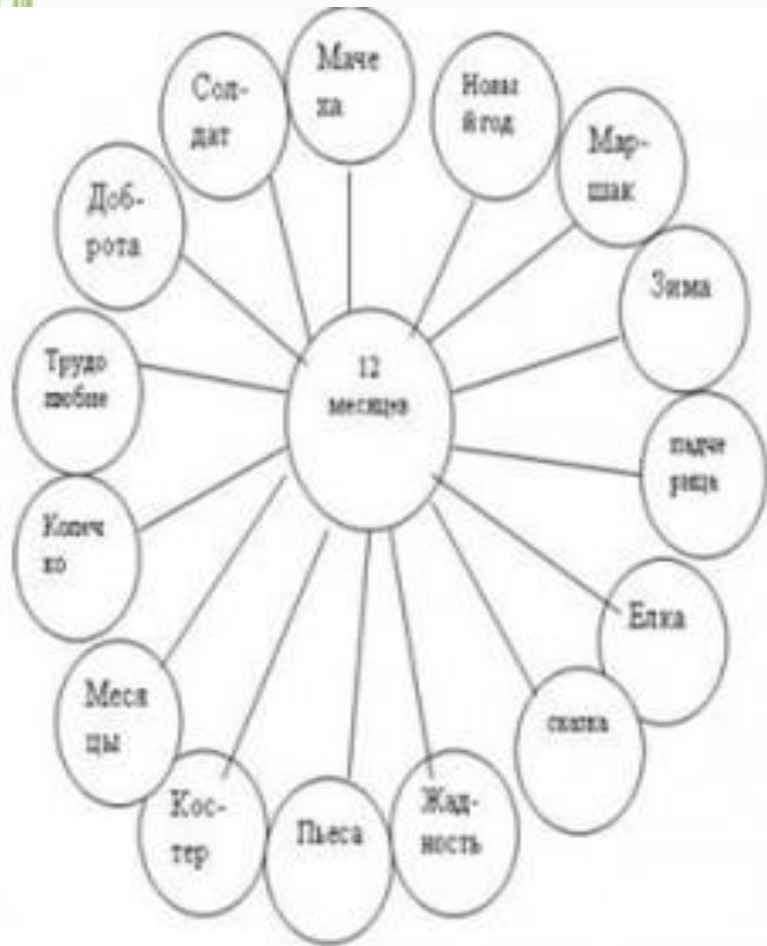 Маче
ха
Новы
й год
Мар-
шак
Зима
падче
рица
Елка
сказка
Жад-
ность
Пьеса
Кос-
тер
Меся
цы
Колеч
ко
Трудо
любие
Доб-
рота
Сол-
дат
12
месяцев